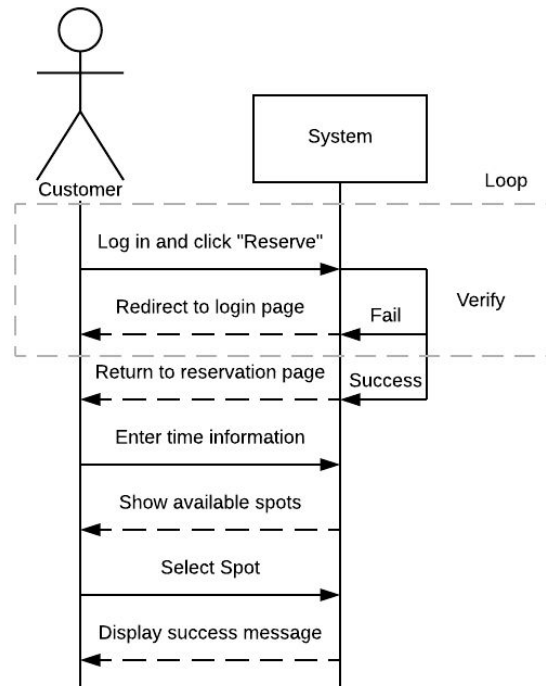 System
Customer
Loop
Log in and click "Reserve"
Redirect to login page
Fail
Verify
Return to reservation page
Success
Enter time information
Show available spots
Select Spot
Display success message